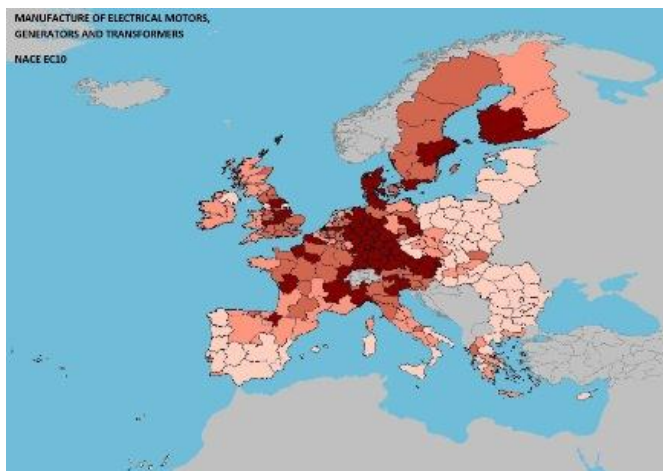 MANUFACTURE OF ELECTRICAL MOTORS,
GENERATORS AND TRANSFORMERS
NACE EC10